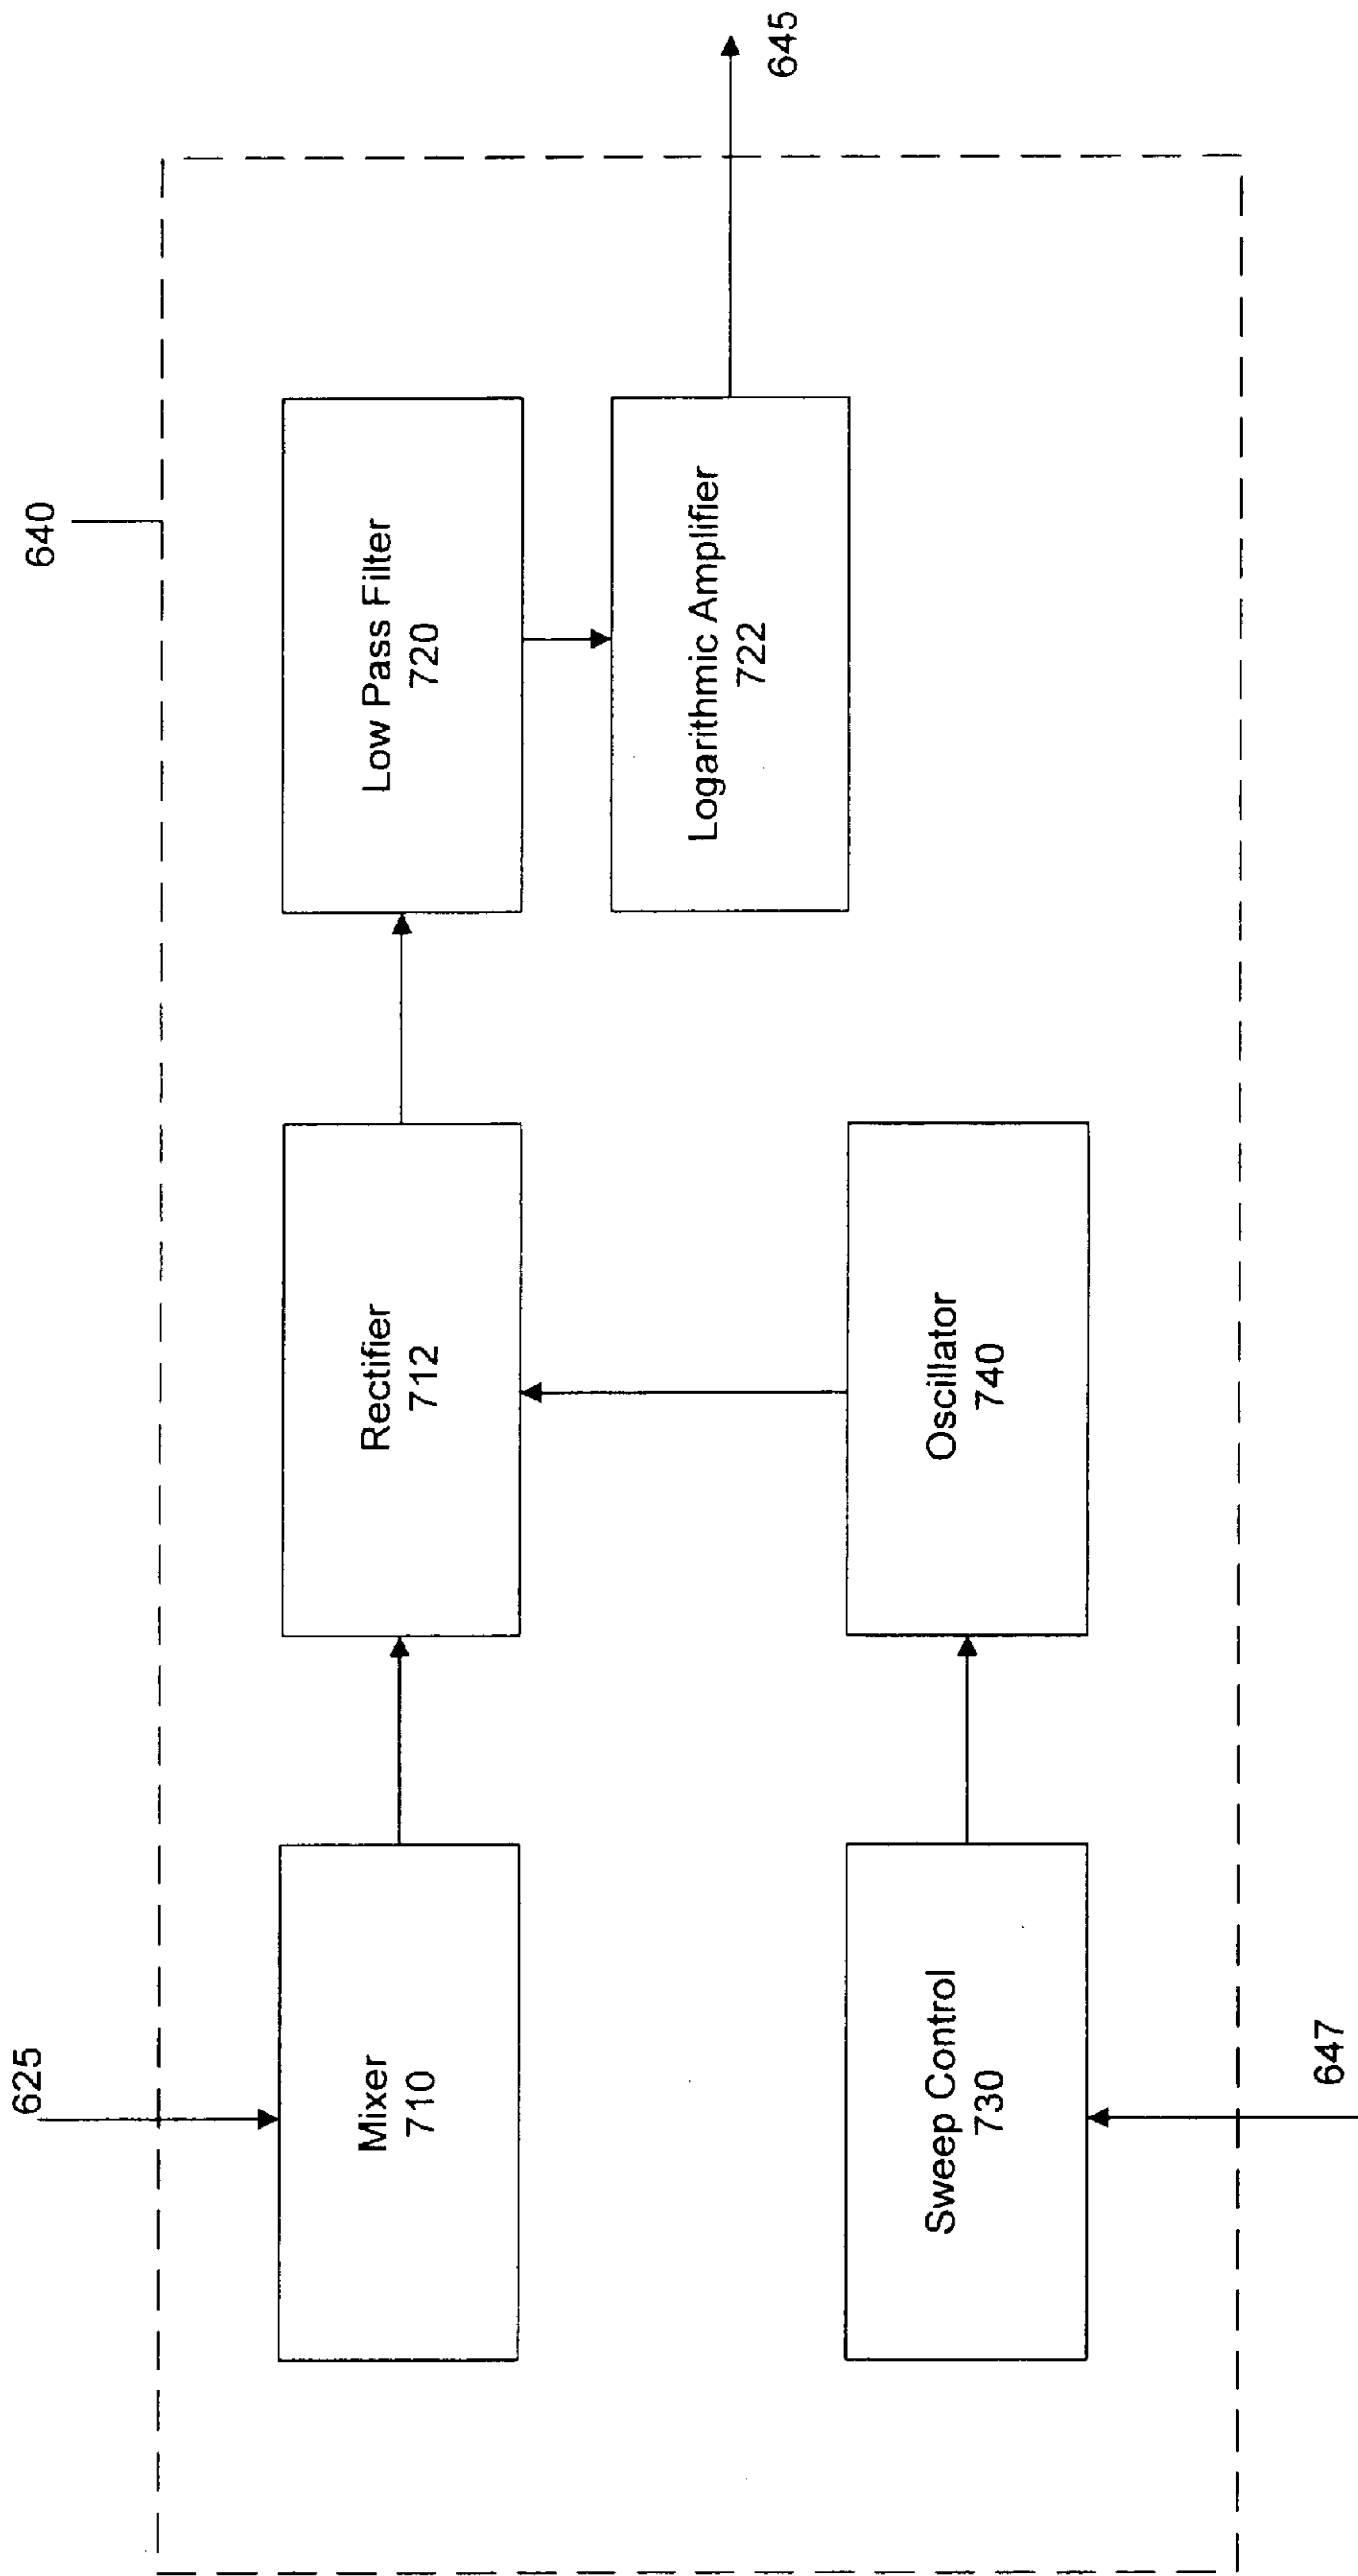 640
625
Mixer
710
Rectifier
712
Low Pass Filter
720
Logarithmic Amplifier
722
645
Sweep Control
730
Oscillator
740
647